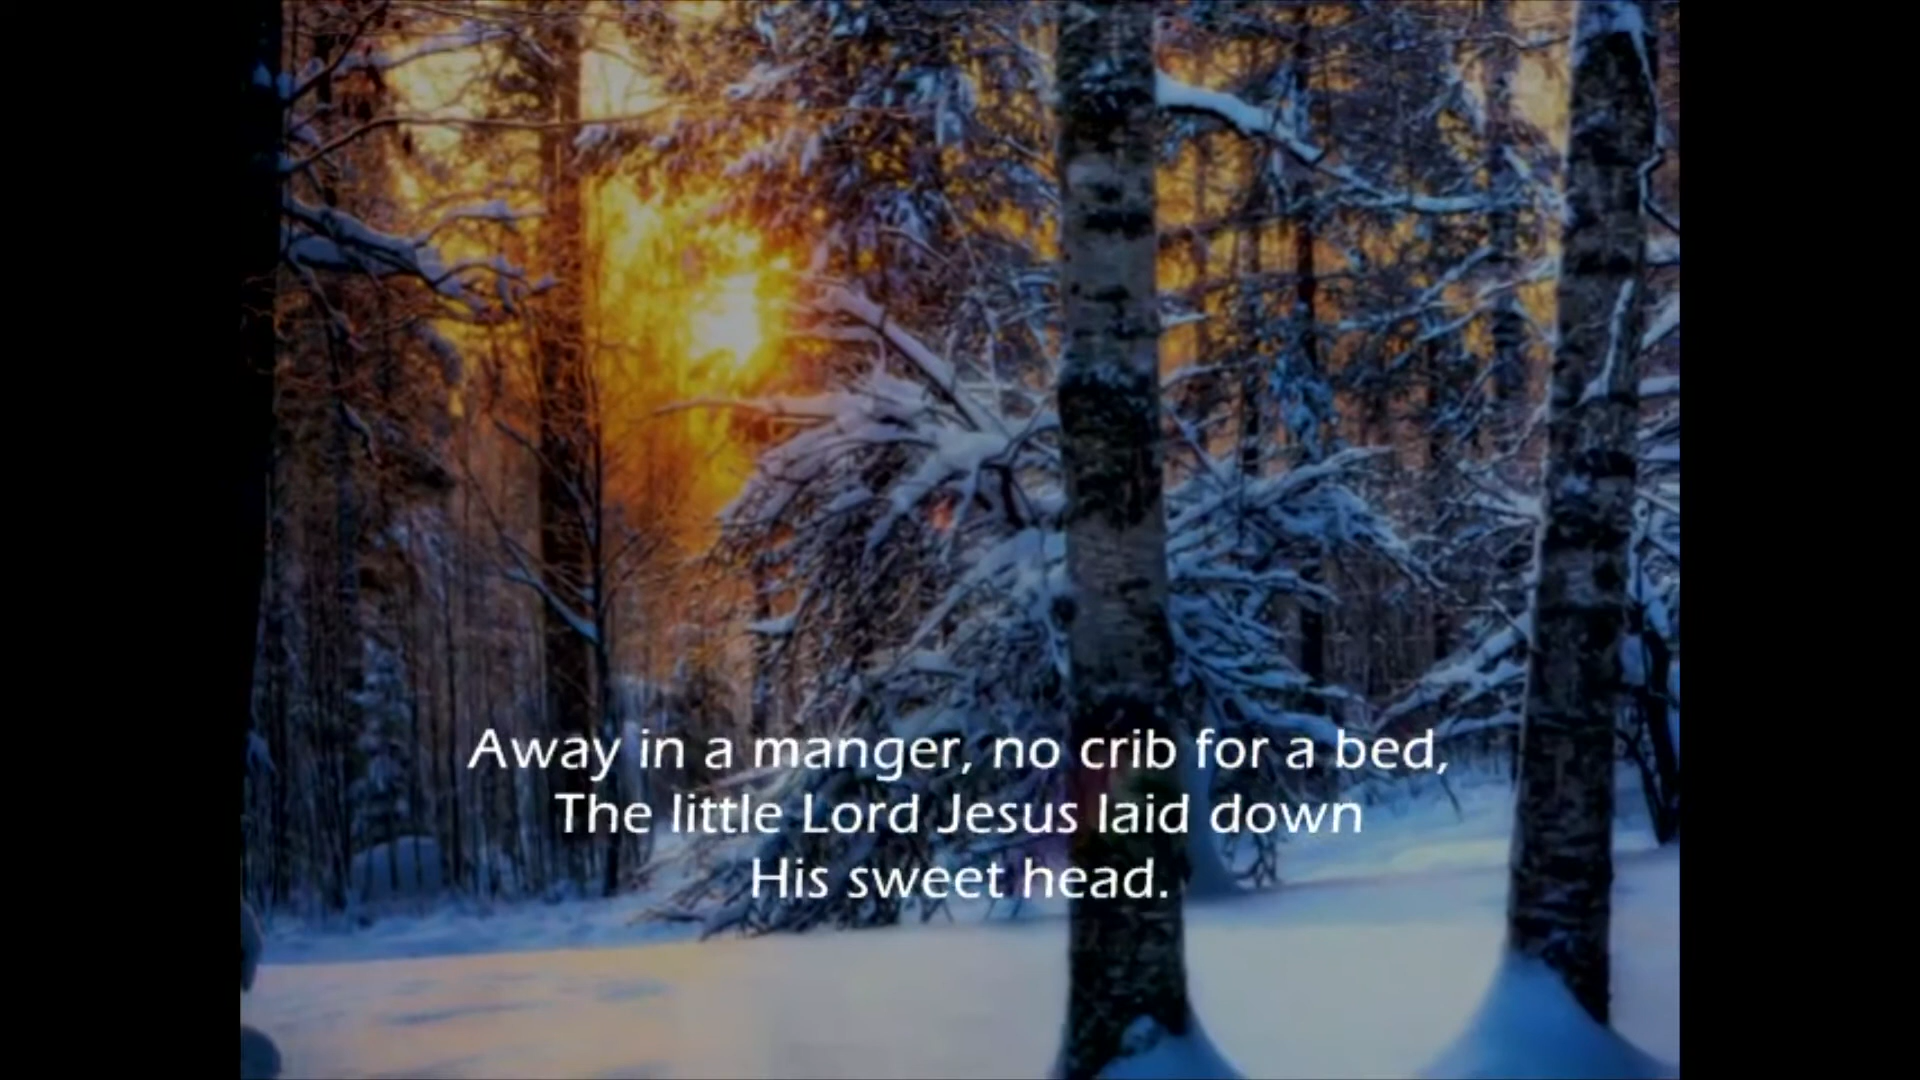 Away in a manger, no crib for a bed,
The little Lord Jesus laid down
His sweet head.